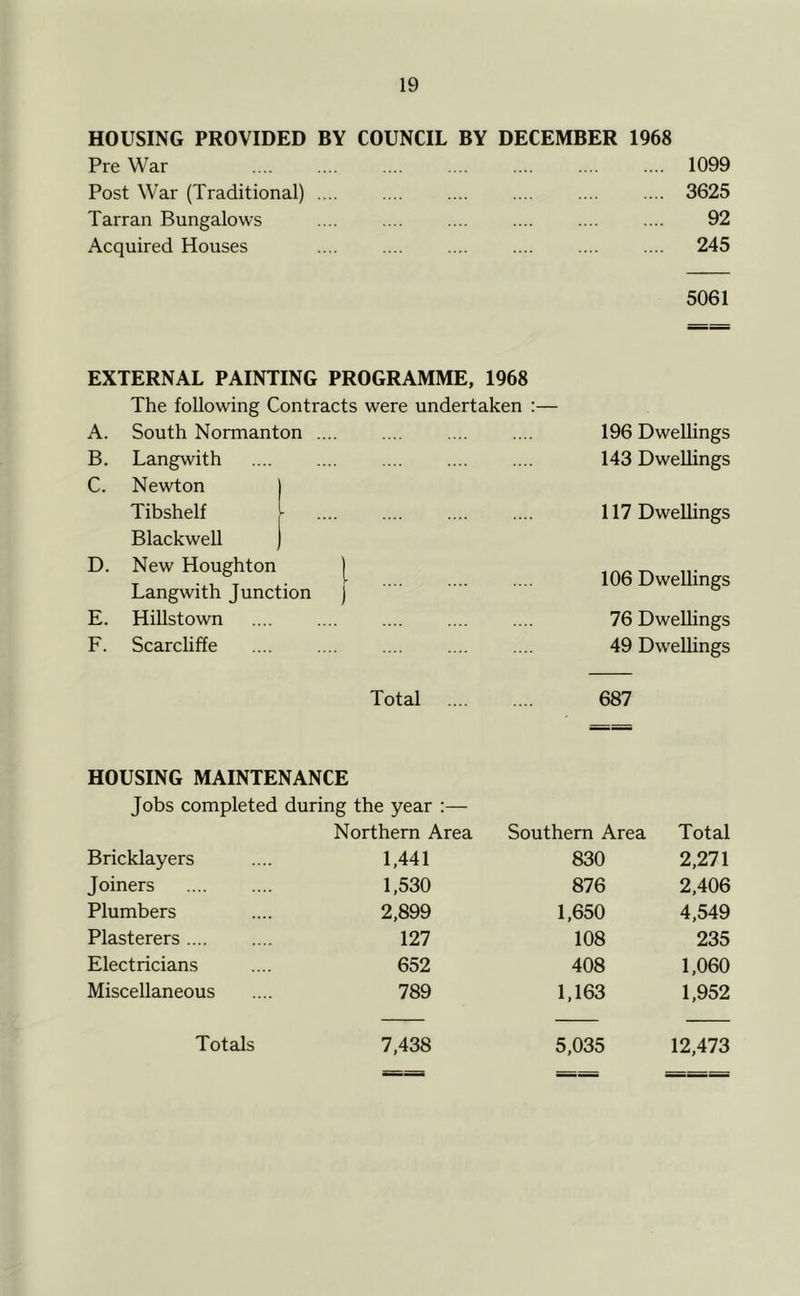 19
HOUSING PROVIDED BY COUNCIL BY DECEMBER 1968
Pre War .... .... .... .... .... .... .... 1099
Post War (Traditional) .... .... .... .... .... .... 3625
Tarran Bungalows .... .... .... .... .... .... 92
Acquired Houses .... .... .... .... .... .... 245
5061
EXTERNAL PAINTING PROGRAMME, 1968
The following Contracts were undertaken :—
A. South Normanton .... .... .... .... 196 Dwellings
B. Langwith .... .... .... .... .... 143 Dwellings
C. Newton
Tibshelf .... .... .... .... 117 Dwellings
Blackwell
D. New Houghton
Langwith Junction .... .... .... 106 Dwellings
E. Hillstown .... .... .... .... .... 76 Dwellings
F. Scarcliffe .... .... .... .... .... 49 Dwellings
Total .... .... 687
HOUSING MAINTENANCE
Jobs completed during the year :—
Northern Area Southern Area Total
Bricklayers .... 1,441 830 2,271
Joiners .... .... 1,530 876 2,406
Plumbers .... 2,899 1,650 4,549
Plasterers .... .... 127 108 235
Electricians .... 652 408 1,060
Miscellaneous .... 789 1,163 1,952
Totals 7,438 5,035 12,473